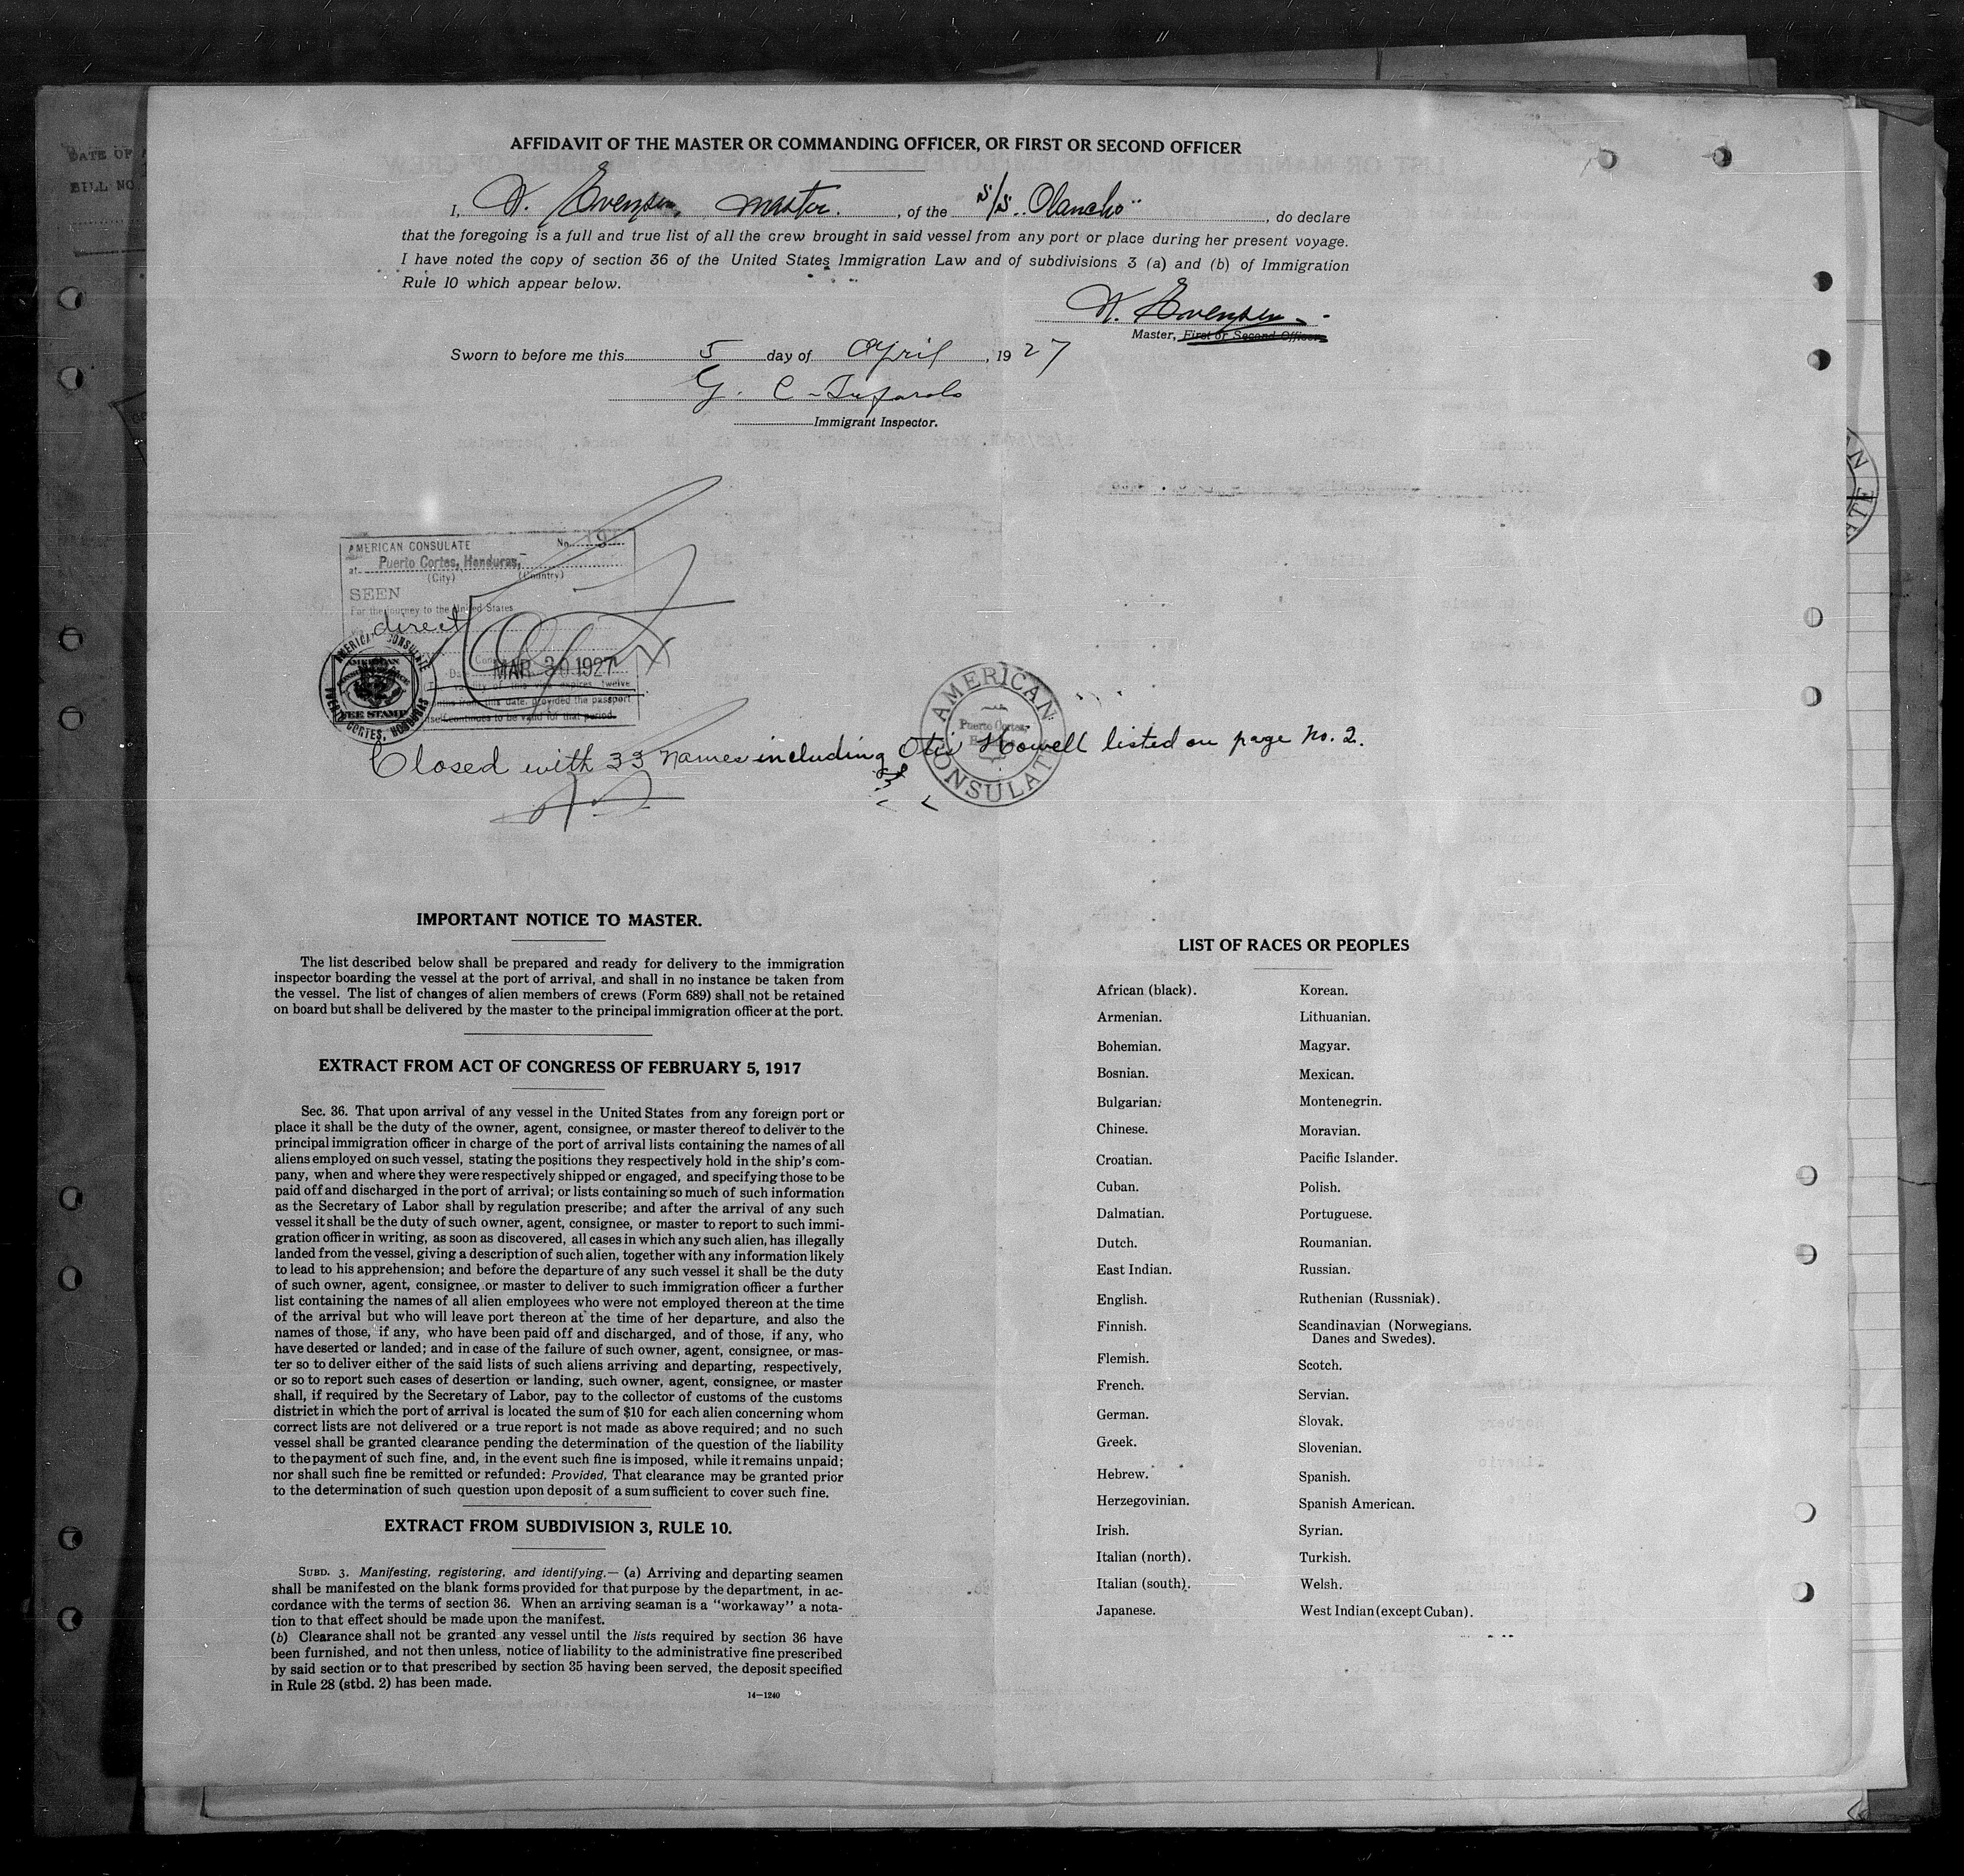 AFFIDAVIT OF THE MASTER OR COMMANDING OFFICER, OR FIRST OR SECOND OFFICER
I, Evensen, master., of the S/S "Olancho", do declare
that the foregoing is a full and true list of all the crew brought in said vessel from any port or place during her present voyage.
I have noted the copy of section 36 of the United States Immigration Law and of subdivisions 3 (a) and (b) of Immigration
Rule 10 which appear below.
Evensen
Master, First or Second Officer.
Sworn to before me this 5 day of April, 1927
G. C.
Immigrant Inspector.
AMERICAN CONSULATE No.
at Puerto Cortes, Honduras,
(City) (Country)
SEEN
For the journey to the United States
direct
Date MAR 30 1927
validity of this visa expires twelve
months from this date, provided the passport
itself continues to be valid for that period.
AMERICAN CONSULATE
FEE STAMP
PUERTO CORTES, HONDURAS
AMERICAN CONSULATE
Puerto Cortes,
Closed with 33 names including Otis Howell listed on page No. 2.
IMPORTANT NOTICE TO MASTER.
The list described below shall be prepared and ready for delivery to the immigration
inspector boarding the vessel at the port of arrival, and shall in no instance be taken from
the vessel. The list of changes of alien members of crews (Form 689) shall not be retained
on board but shall be delivered by the master to the principal immigration officer at the port.
EXTRACT FROM ACT OF CONGRESS OF FEBRUARY 5, 1917
Sec. 36. That upon arrival of any vessel in the United States from any foreign port or
place it shall be the duty of the owner, agent, consignee, or master thereof to deliver to the
principal immigration officer in charge of the port of arrival lists containing the names of all
aliens employed on such vessel, stating the positions they respectively hold in the ship's com-
pany, when and where they were respectively shipped or engaged, and specifying those to be
paid off and discharged in the port of arrival; or lists containing so much of such information
as the Secretary of Labor shall by regulation prescribe; and after the arrival of any such
vessel it shall be the duty of such owner, agent, consignee, or master to report to such immi-
gration officer in writing, as soon as discovered, all cases in which any such alien, has illegally
landed from the vessel, giving a description of such alien, together with any information likely
to lead to his apprehension; and before the departure of any such vessel it shall be the duty
of such owner, agent, consignee, or master to deliver to such immigration officer a further
list containing the names of all alien employees who were not employed thereon at the time
of the arrival but who will leave port thereon at the time of her departure, and also the
names of those, if any, who have been paid off and discharged, and of those, if any, who
have deserted or landed; and in case of the failure of such owner, agent, consignee, or mas-
ter so to deliver either of the said lists of such aliens arriving and departing, respectively,
or so to report such cases of desertion or landing, such owner, agent, consignee, or master
shall, if required by the Secretary of Labor, pay to the collector of customs of the customs
district in which the port of arrival is located the sum of $10 for each alien concerning whom
correct lists are not delivered or a true report is not made as above required; and no such
vessel shall be granted clearance pending the determination of the question of the liability
to the payment of such fine, and, in the event such fine is imposed, while it remains unpaid;
nor shall such fine be remitted or refunded: Provided, That clearance may be granted prior
to the determination of such question upon deposit of a sum sufficient to cover such fine.
EXTRACT FROM SUBDIVISION 3, RULE 10.
SUBD. 3. Manifesting, registering, and identifying.— (a) Arriving and departing seamen
shall be manifested on the blank forms provided for that purpose by the department, in ac-
cordance with the terms of section 36. When an arriving seaman is a "workaway" a nota-
tion to that effect should be made upon the manifest.
(b) Clearance shall not be granted any vessel until the lists required by section 36 have
been furnished, and not then unless, notice of liability to the administrative fine prescribed
by said section or to that prescribed by section 35 having been served, the deposit specified
in Rule 28 (stbd. 2) has been made.
14—1240
LIST OF RACES OR PEOPLES
African (black).
Armenian.
Bohemian.
Bosnian.
Bulgarian.
Chinese.
Croatian.
Cuban.
Dalmatian.
Dutch.
East Indian.
English.
Finnish.
Flemish.
French.
German.
Greek.
Hebrew.
Herzegovinian.
Irish.
Italian (north).
Italian (south).
Japanese.
Korean.
Lithuanian.
Magyar.
Mexican.
Montenegrin.
Moravian.
Pacific Islander.
Polish.
Portuguese.
Roumanian.
Russian.
Ruthenian (Russniak).
Scandinavian (Norwegians.
Danes and Swedes).
Scotch.
Servian.
Slovak.
Slovenian.
Spanish.
Spanish American.
Syrian.
Turkish.
Welsh.
West Indian (except Cuban).
DATE OF
BILL NO